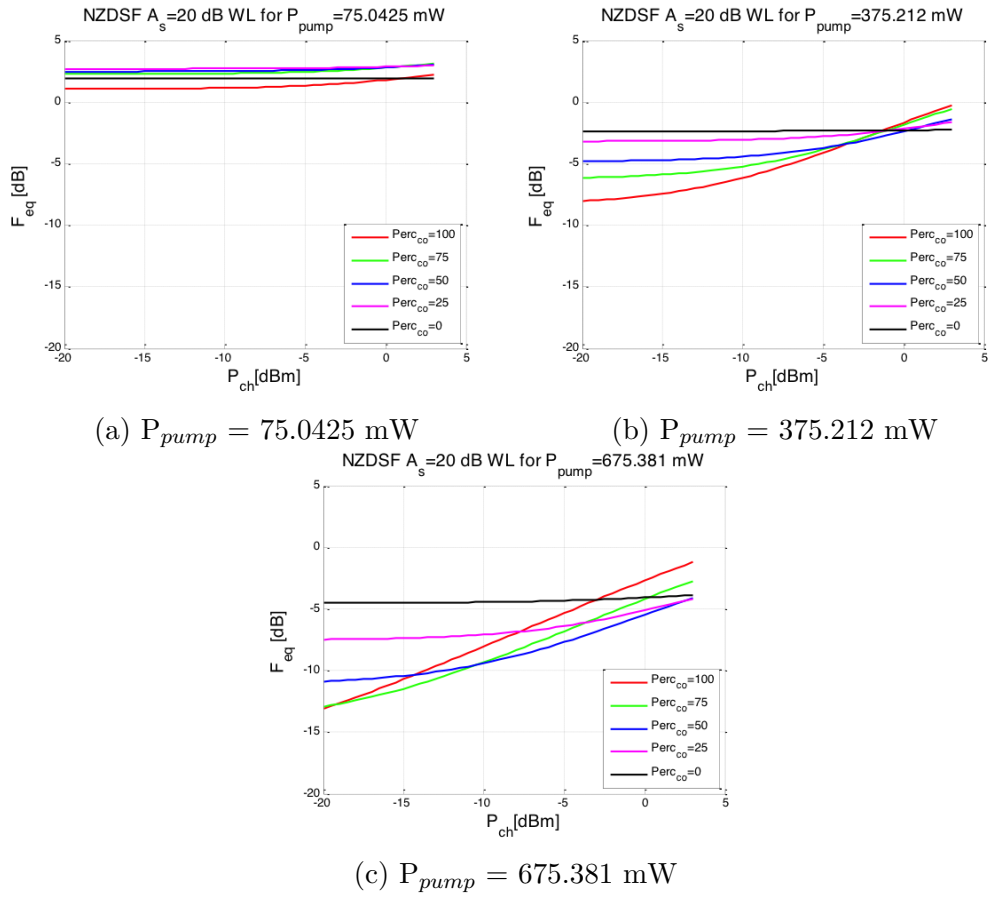 NZDSF A_s=20 dB WL for P_pump=75.0425 mW
5
0
-5
-10
-15
-20
F_eq [dB]
Perc_co=100
Perc_co=75
Perc_co=50
Perc_co=25
Perc_co=0
-20 -15 -10 -5 0 5
P_ch[dBm]
(a) P_pump = 75.0425 mW
NZDSF A_s=20 dB WL for P_pump=375.212 mW
5
0
-5
-10
-15
-20
F_eq [dB]
Perc_co=100
Perc_co=75
Perc_co=50
Perc_co=25
Perc_co=0
-20 -15 -10 -5 0 5
P_ch[dBm]
(b) P_pump = 375.212 mW
NZDSF A_s=20 dB WL for P_pump=675.381 mW
5
0
-5
-10
-15
-20
F_eq [dB]
Perc_co=100
Perc_co=75
Perc_co=50
Perc_co=25
Perc_co=0
-20 -15 -10 -5 0 5
P_ch[dBm]
(c) P_pump = 675.381 mW